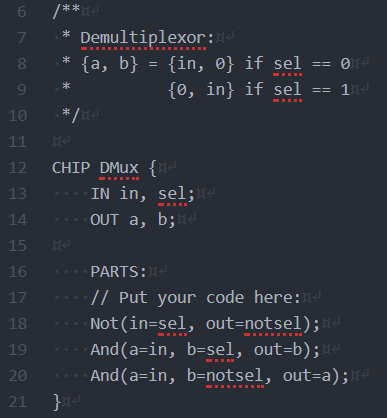 6 /**
7  * Demultiplexor:
8  * {a, b} = {in, 0} if sel == 0
9  *          {0, in} if sel == 1
10  */
11
12 CHIP DMux {
13     IN in, sel;
14     OUT a, b;
15
16     PARTS:
17     // Put your code here:
18     Not(in=sel, out=notsel);
19     And(a=in, b=sel, out=b);
20     And(a=in, b=notsel, out=a);
21 }